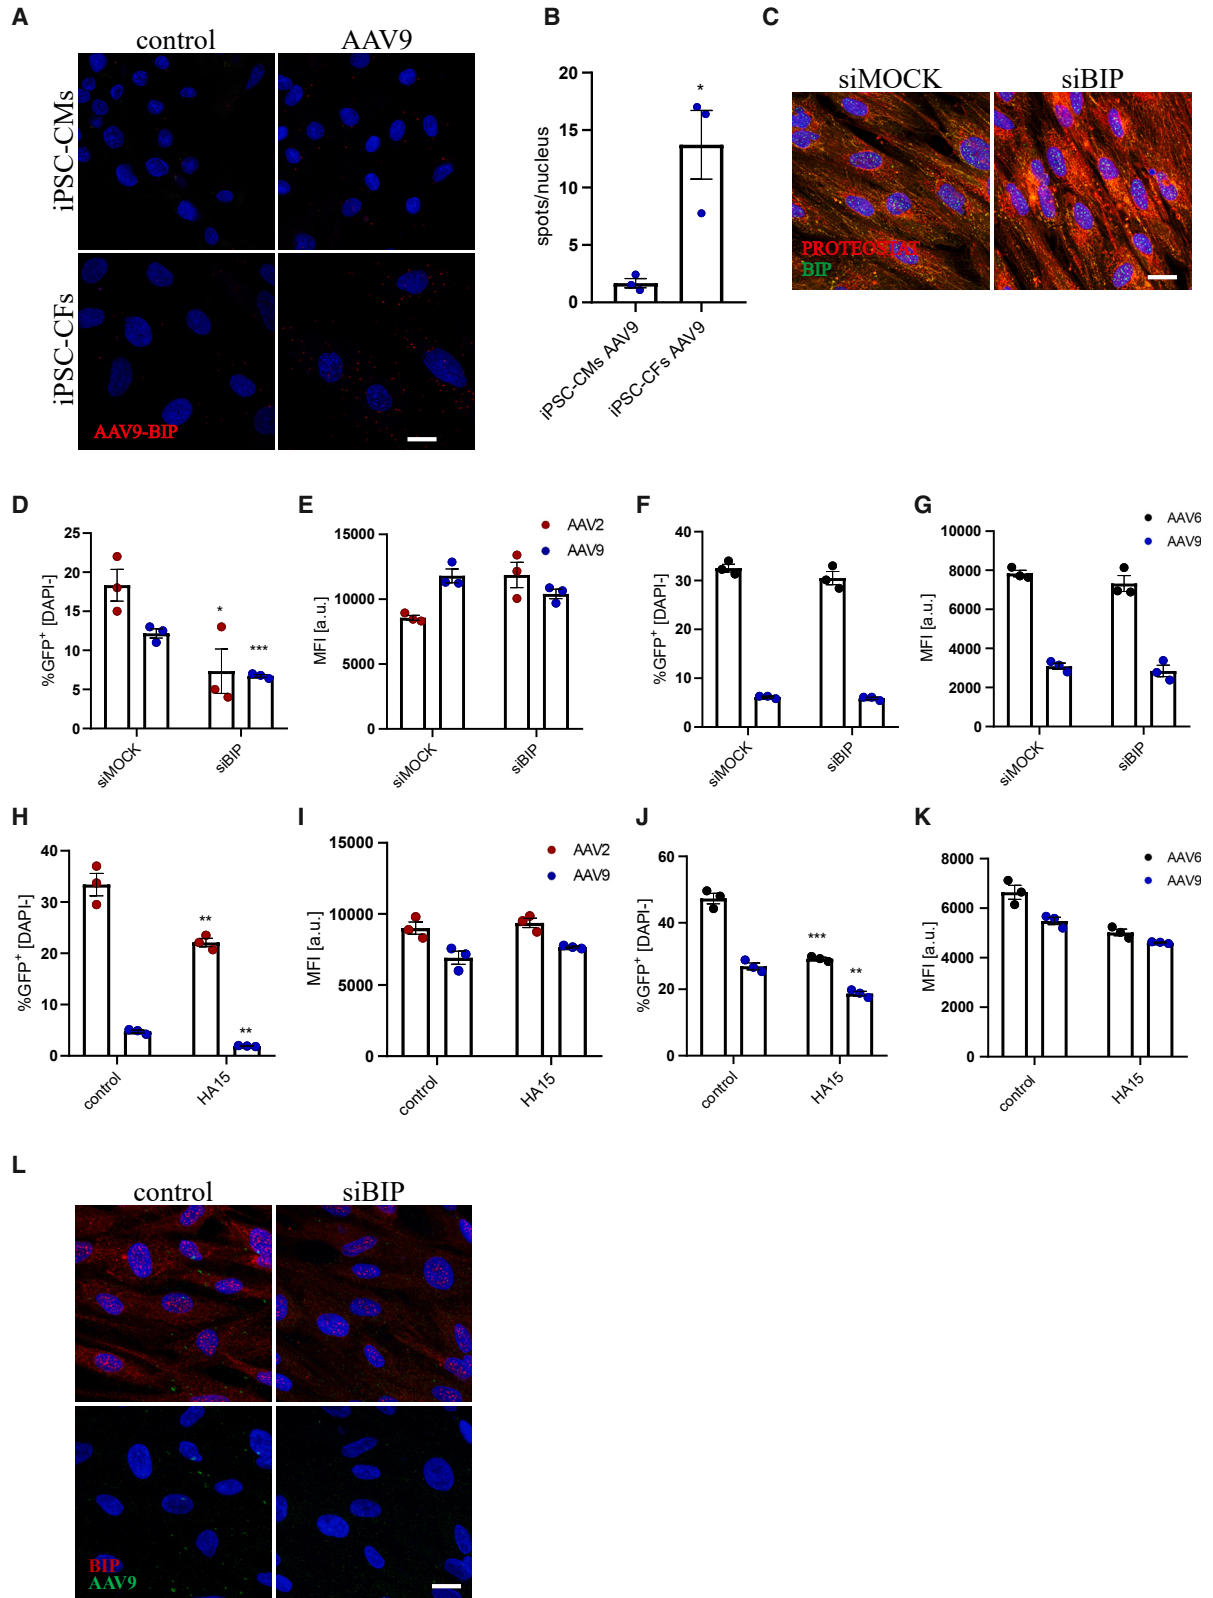 A
control
AAV9
iPSC-CMs
iPSC-CFs
AAV9-BIP
B
spots/nucleus
20
15
10
5
0
*
iPSC-CMs AAV9
iPSC-CFs AAV9
C
siMOCK
siBIP
PROTEOSTAT
BIP
D
%GFP+ [DAPI-]
25
20
15
10
5
0
*
***
siMOCK
siBIP
E
MFI [a.u.]
15000
10000
5000
0
AAV2
AAV9
siMOCK
siBIP
F
%GFP+ [DAPI-]
40
30
20
10
0
siMOCK
siBIP
G
MFI [a.u.]
10000
8000
6000
4000
2000
0
AAV6
AAV9
siMOCK
siBIP
H
%GFP+ [DAPI-]
40
30
20
10
0
**
**
control
HA15
I
MFI [a.u.]
15000
10000
5000
0
AAV2
AAV9
control
HA15
J
%GFP+ [DAPI-]
60
40
20
0
***
**
control
HA15
K
MFI [a.u.]
8000
6000
4000
2000
0
AAV6
AAV9
control
HA15
L
control
siBIP
BIP
AAV9